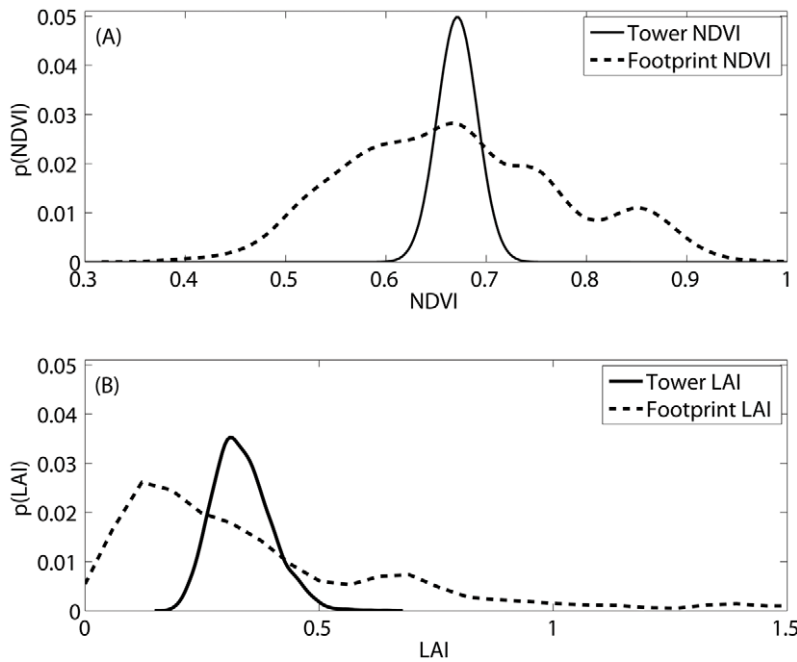 (A)
Tower NDVI
Footprint NDVI
p(NDVI)
0.05
0.04
0.03
0.02
0.01
0
0.3 0.4 0.5 0.6 0.7 0.8 0.9 1
NDVI
(B)
Tower LAI
Footprint LAI
p(LAI)
0.05
0.04
0.03
0.02
0.01
0
0 0.5 1 1.5
LAI